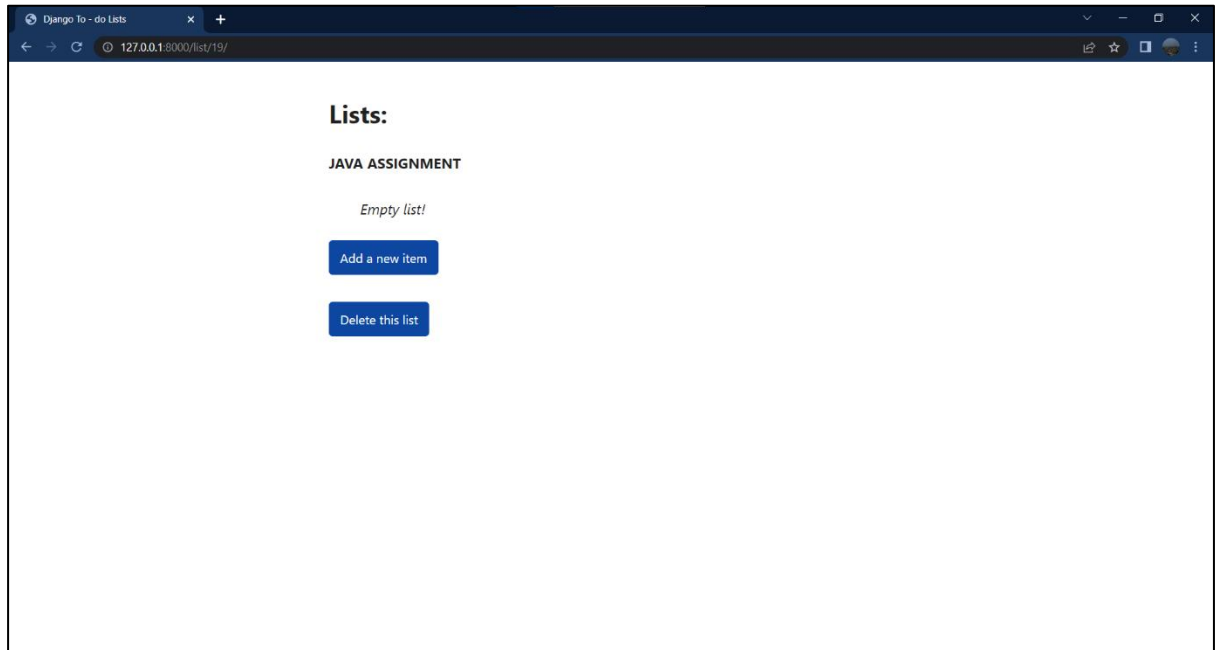 Django To - do Lists
127.0.0.1:8000/list/19/
Lists:
JAVA ASSIGNMENT
Empty list!
Add a new item
Delete this list